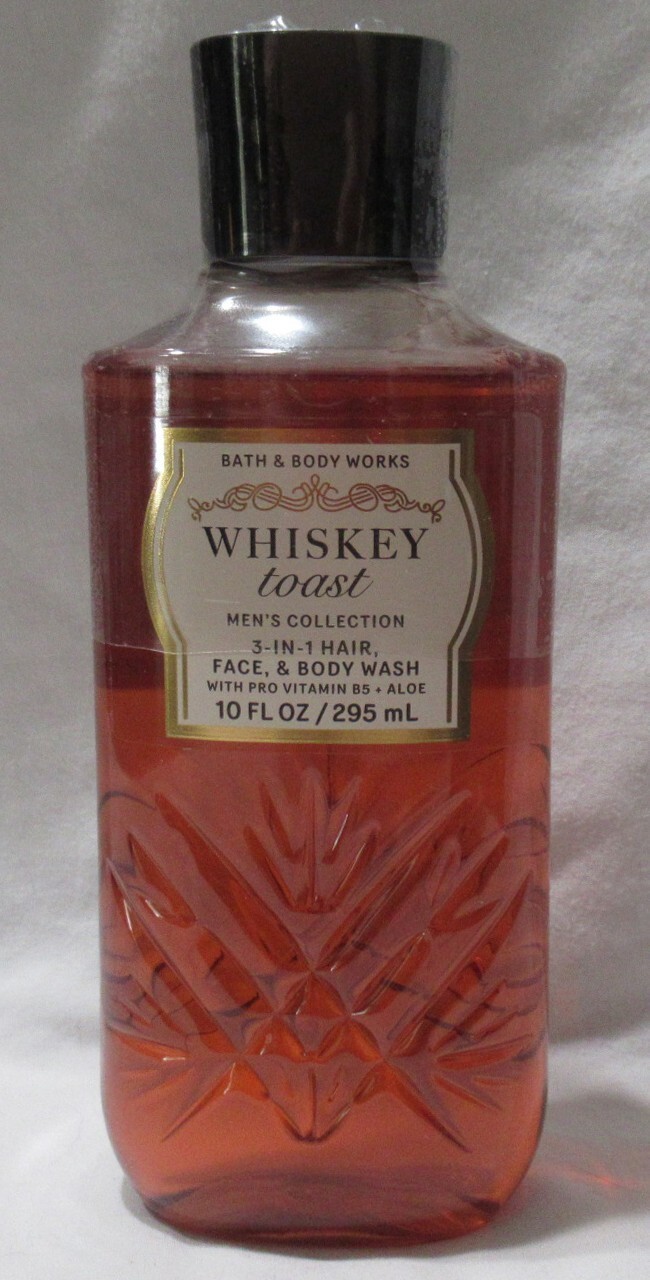 BATH & BODY WORKS
WHISKEY
toast
MEN'S COLLECTION
3-IN-1 HAIR,
FACE, & BODY WASH
WITH PRO VITAMIN B5 + ALOE
10 FL OZ / 295 mL